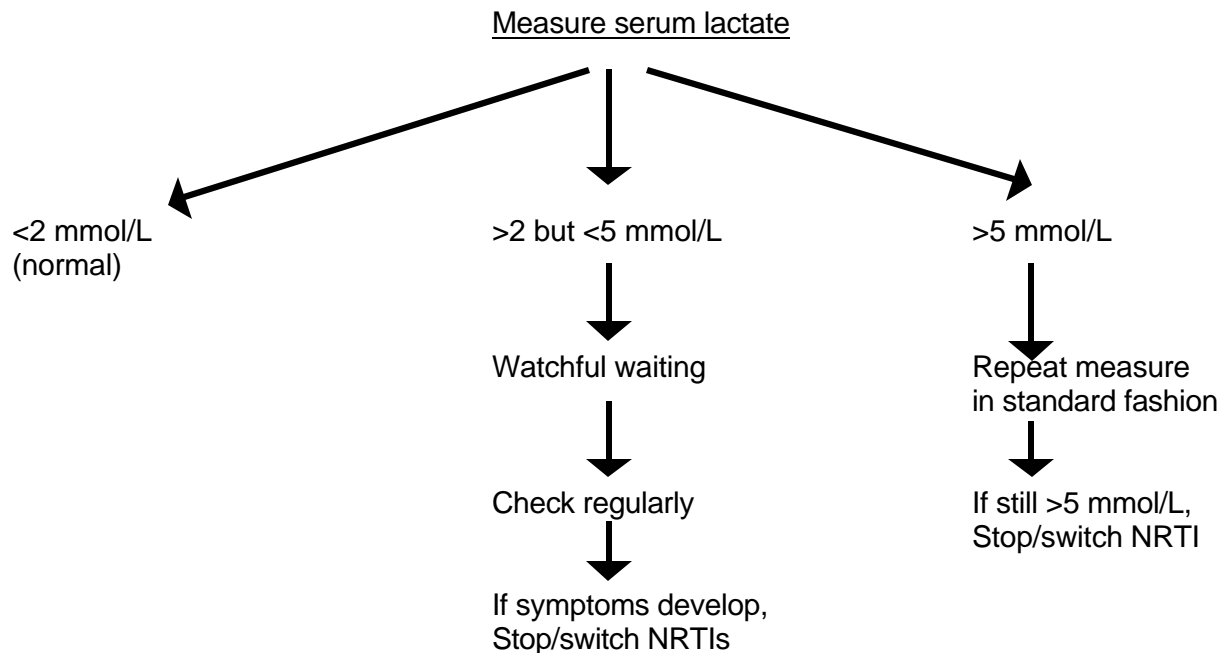 Measure serum lactate
<2 mmol/L
(normal)
>2 but <5 mmol/L
Watchful waiting
Check regularly
If symptoms develop,
Stop/switch NRTIs
>5 mmol/L
Repeat measure
in standard fashion
If still >5 mmol/L,
Stop/switch NRTI